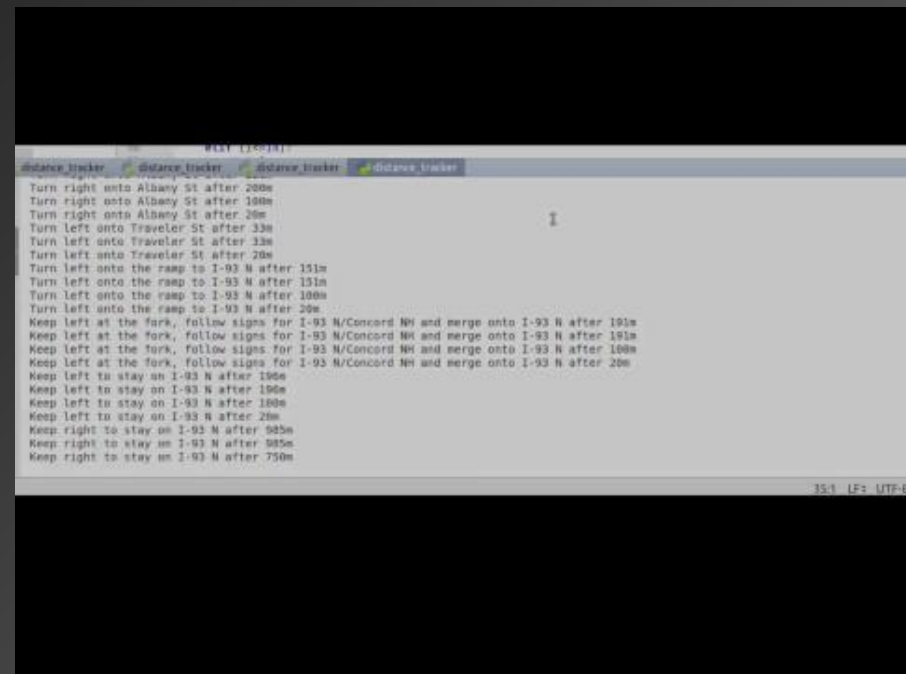 distance_tracker distance_tracker distance_tracker distance_tracker
Turn right onto Albany St after 200m
Turn right onto Albany St after 100m
Turn right onto Albany St after 20m
Turn left onto Traveler St after 33m
Turn left onto Traveler St after 33m
Turn left onto Traveler St after 20m
Turn left onto the ramp to I-93 N after 151m
Turn left onto the ramp to I-93 N after 151m
Turn left onto the ramp to I-93 N after 100m
Turn left onto the ramp to I-93 N after 20m
Keep left at the fork, follow signs for I-93 N/Concord NH and merge onto I-93 N after 191m
Keep left at the fork, follow signs for I-93 N/Concord NH and merge onto I-93 N after 191m
Keep left at the fork, follow signs for I-93 N/Concord NH and merge onto I-93 N after 100m
Keep left at the fork, follow signs for I-93 N/Concord NH and merge onto I-93 N after 20m
Keep left to stay on I-93 N after 196m
Keep left to stay on I-93 N after 196m
Keep left to stay on I-93 N after 100m
Keep left to stay on I-93 N after 20m
Keep right to stay on I-93 N after 985m
Keep right to stay on I-93 N after 985m
Keep right to stay on I-93 N after 750m
35:1 LF÷